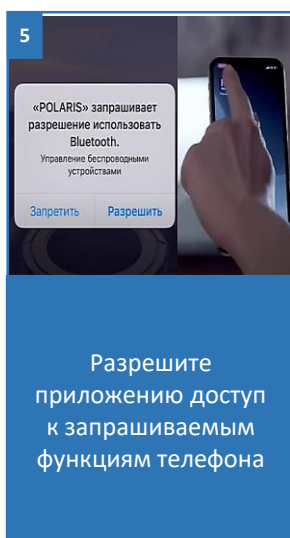 5
«POLARIS» запрашивает
разрешение использовать
Bluetooth.
Управление беспроводными
устройствами
Запретить Разрешить
Разрешите
приложению доступ
к запрашиваемым
функциям телефона